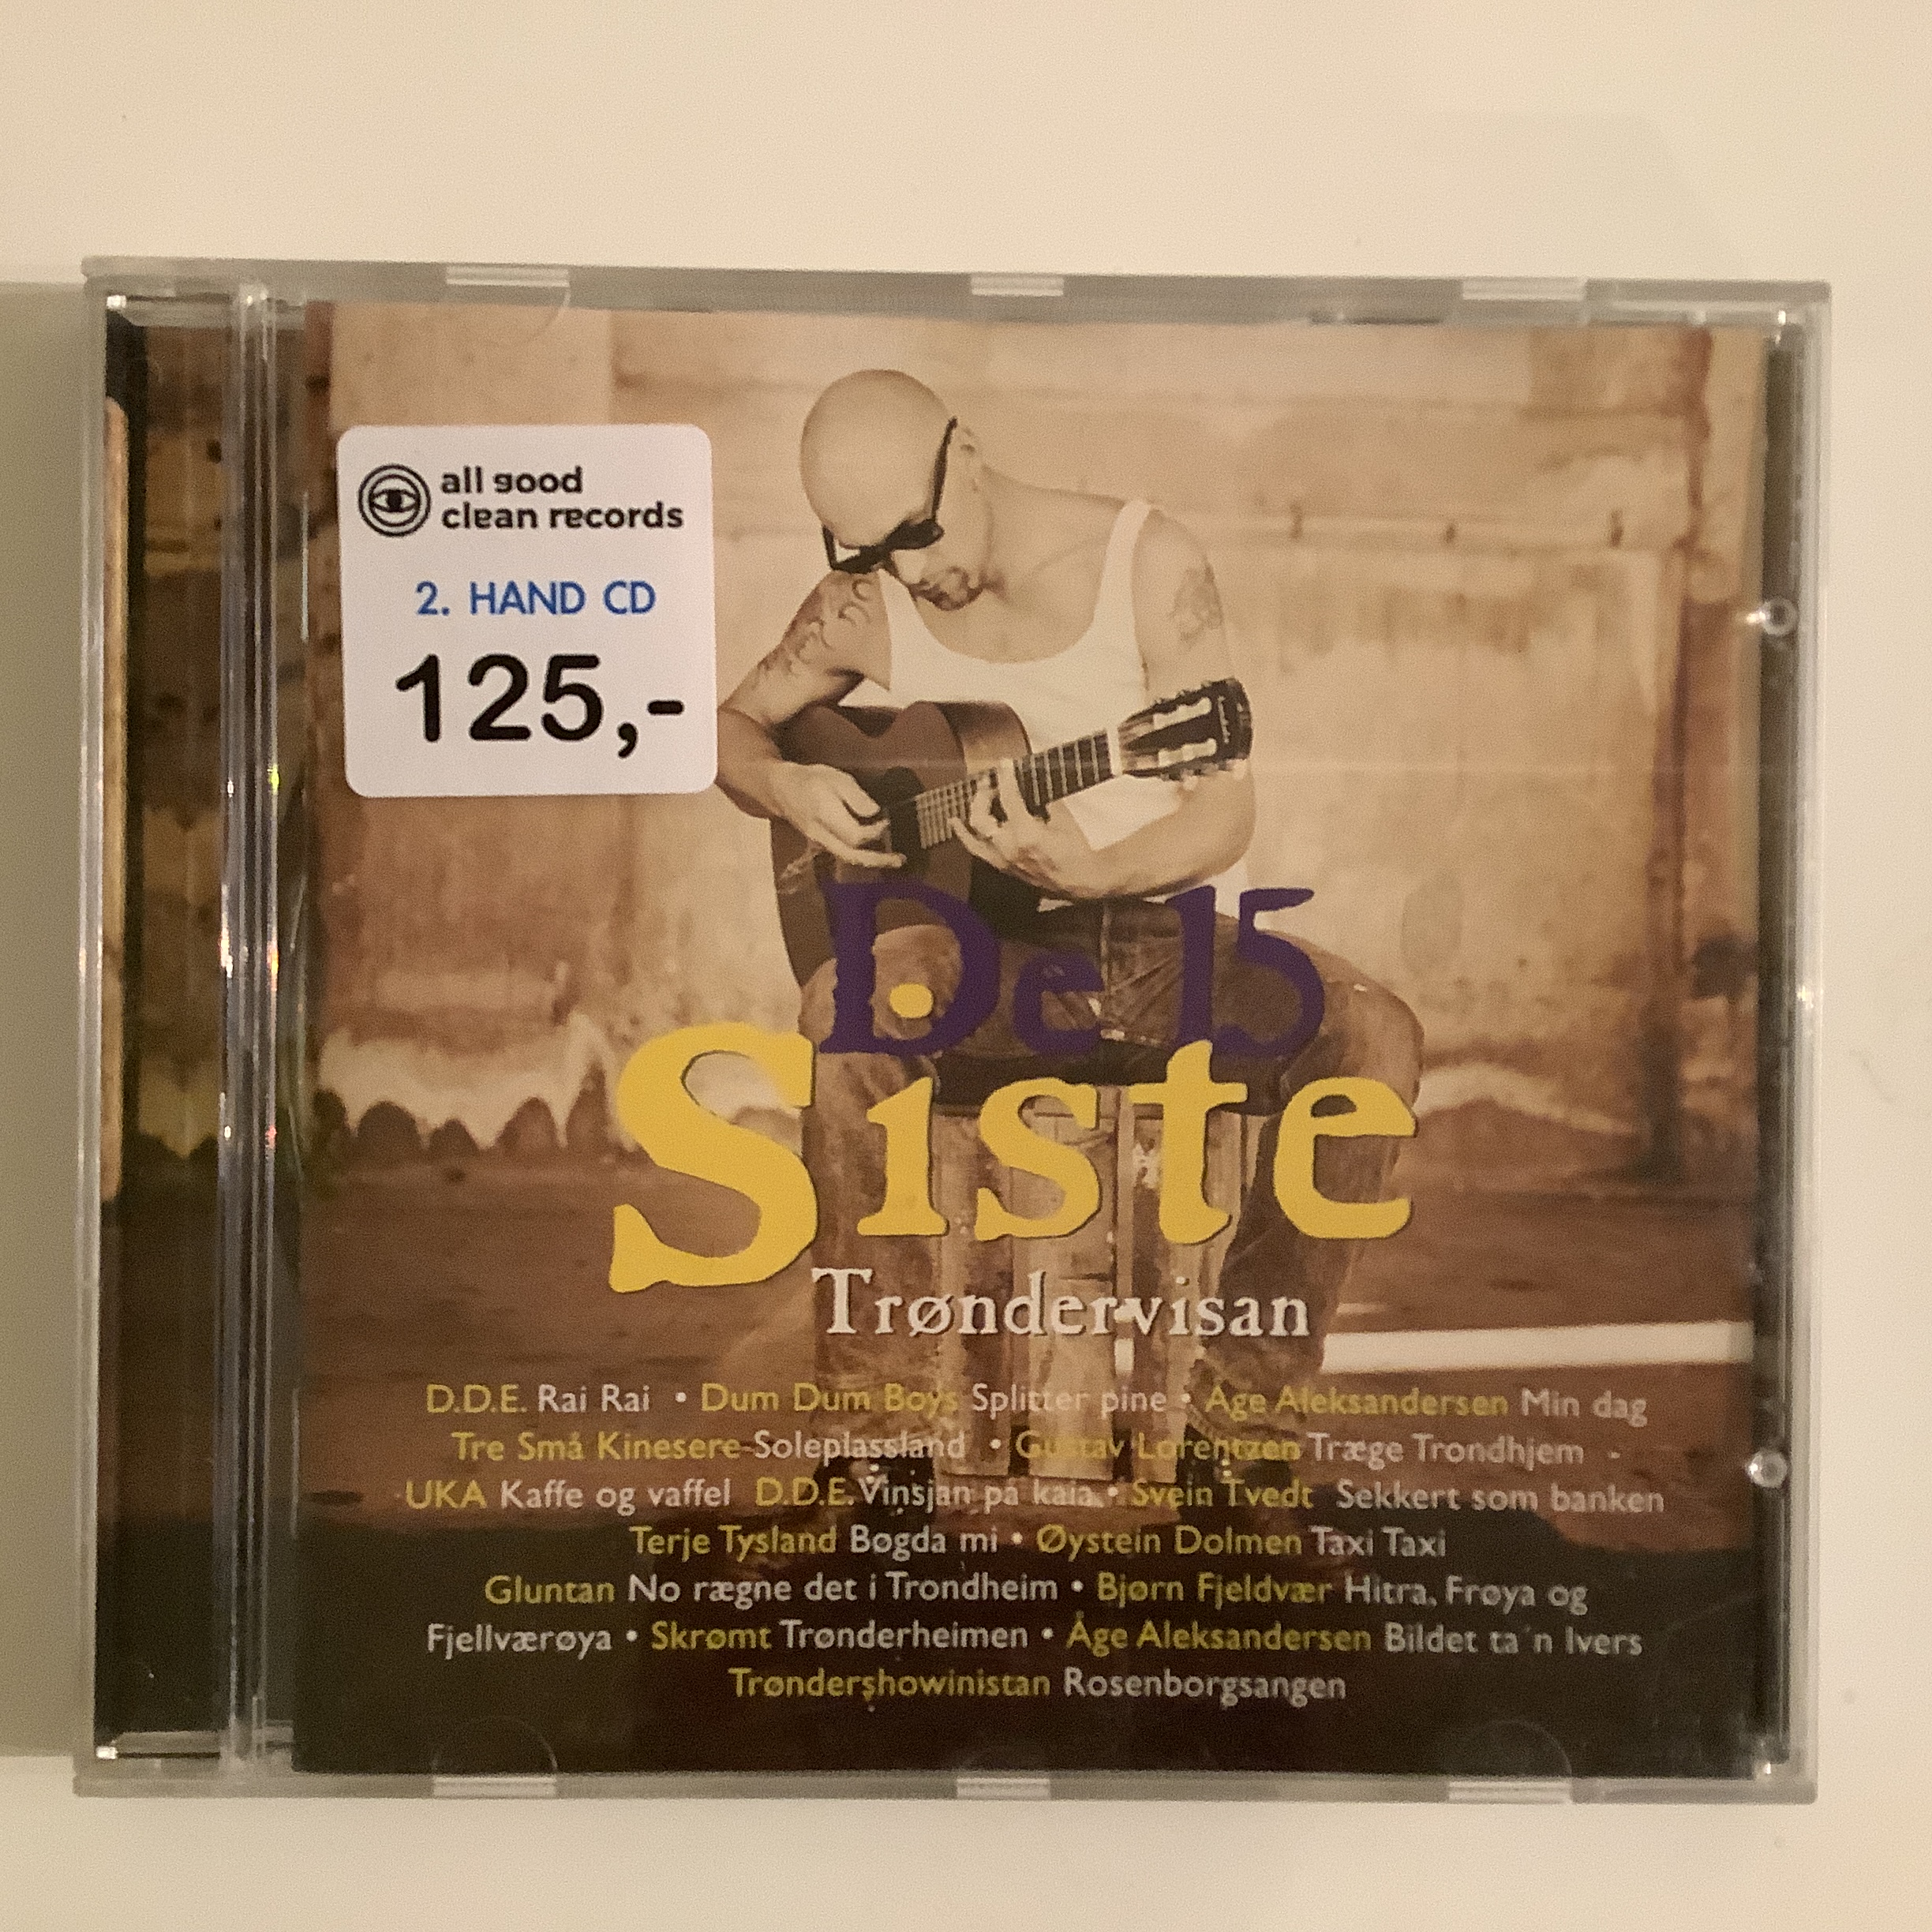 all good
clean records
2. HAND CD
125,-
De 15
Siste
Trøndervisan
D.D.E. Rai Rai • Dum Dum Boys Splitter pine • Åge Aleksandersen Min dag
Tre Små Kinesere Soleplassland • Gustav Lorentzen Træge Trondhjem -
UKA Kaffe og vaffel D.D.E. Vinsjan på kaia • Svein Tvedt Sekkert som banken
Terje Tysland Bogda mi • Øystein Dolmen Taxi Taxi
Gluntan No rægne det i Trondheim • Bjørn Fjeldvær Hitra, Frøya og
Fjellværøya • Skrømt Trønderheimen • Åge Aleksandersen Bildet ta´n Ivers
Trøndershowinistan Rosenborgsangen